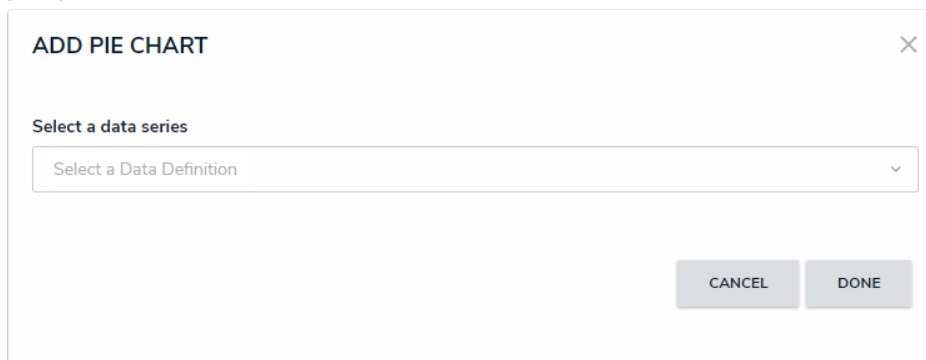 ADD PIE CHART
Select a data series
Select a Data Definition
CANCEL DONE